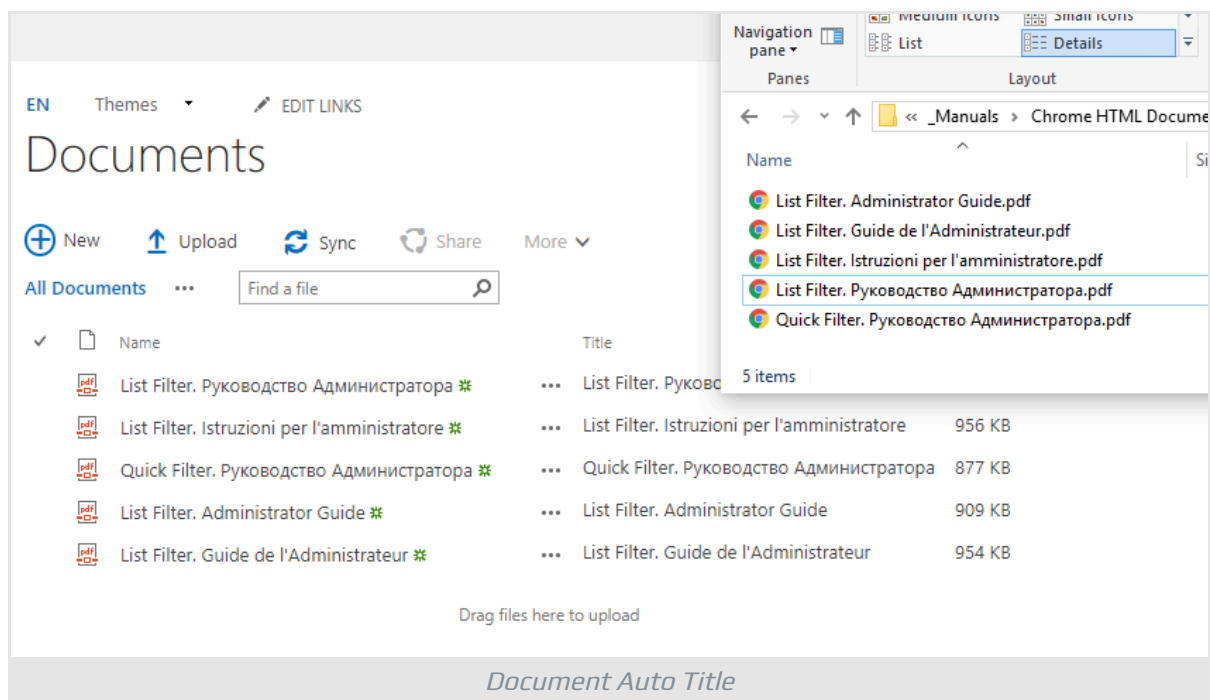 Medium icons Small icons
Navigation pane
List Details
Panes Layout
EN Themes EDIT LINKS
« _Manuals > Chrome HTML
Documents
Name
List Filter. Administrator Guide.pdf
List Filter. Guide de l'Administrateur.pdf
List Filter. Istruzioni per l'amministratore.pdf
List Filter. Руководство Администратора.pdf
Quick Filter. Руководство Администратора.pdf
5 items
New Upload Sync Share More
All Documents ... Find a file
Name Title
List Filter. Руководство Администратора ... List Filter.
List Filter. Istruzioni per l'amministratore ... List Filter. Istruzioni per l'amministratore 956 KB
Quick Filter. Руководство Администратора ... Quick Filter. Руководство Администратора 877 KB
List Filter. Administrator Guide ... List Filter. Administrator Guide 909 KB
List Filter. Guide de l'Administrateur ... List Filter. Guide de l'Administrateur 954 KB
Drag files here to upload
Document Auto Title